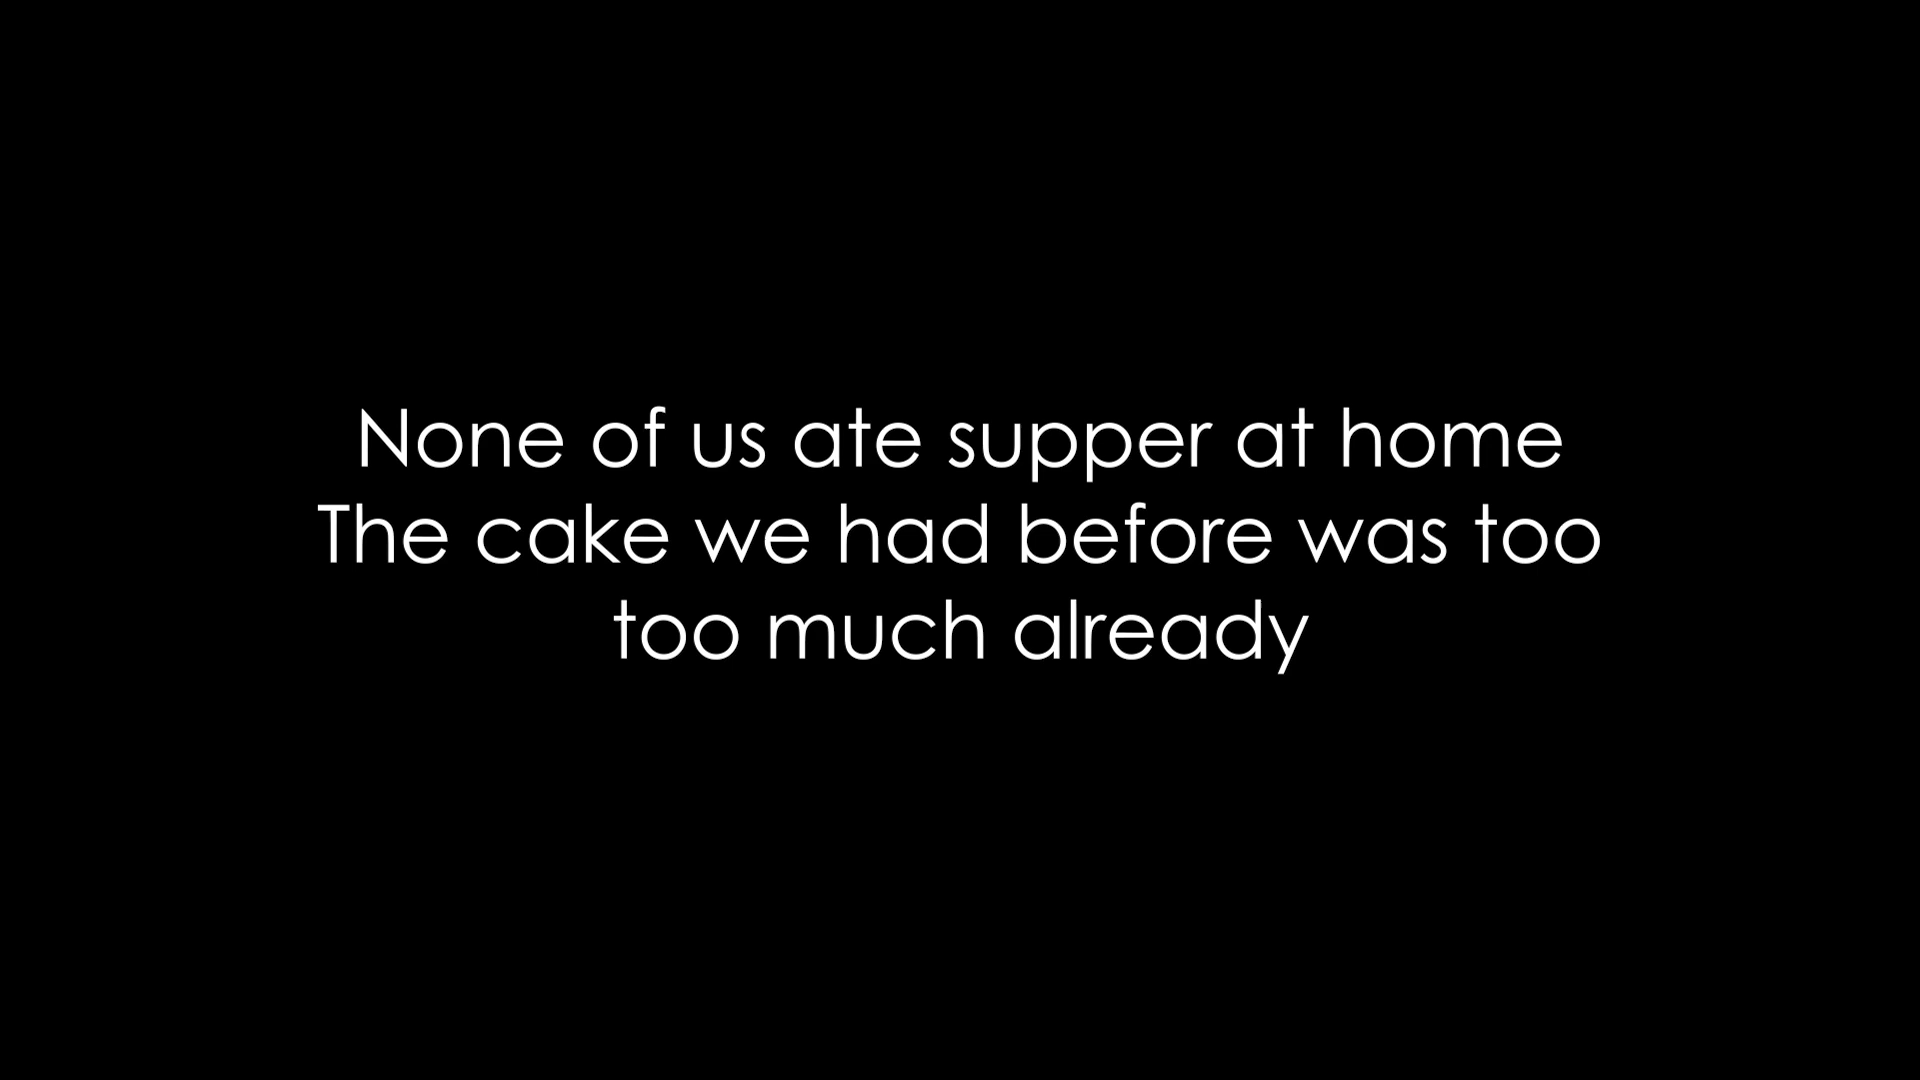 None of us ate supper at home
The cake we had before was too
too much already